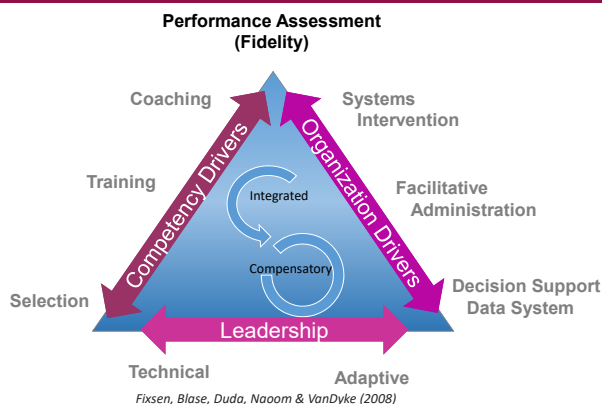 Performance Assessment
(Fidelity)
Coaching
Systems
Intervention
Competency Drivers
Organization Drivers
Training
Integrated
Facilitative
Administration
Compensatory
Selection
Decision Support
Data System
Leadership
Technical
Adaptive
Fixsen, Blase, Duda, Naoom & VanDyke (2008)